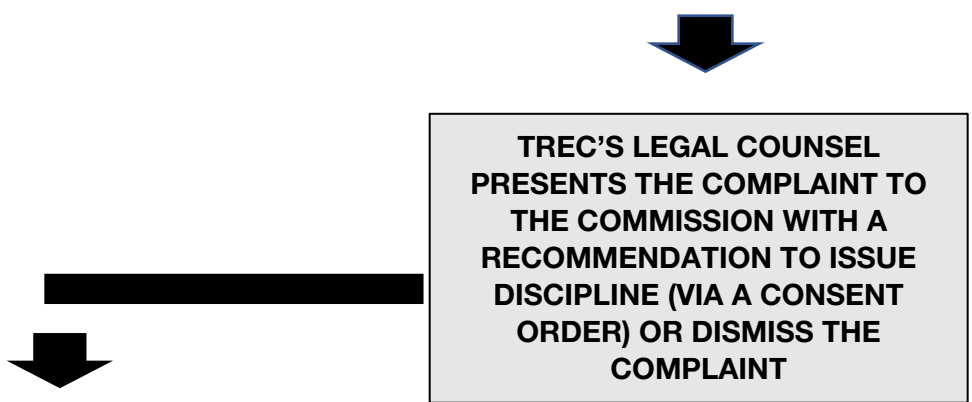 TREC’S LEGAL COUNSEL
PRESENTS THE COMPLAINT TO
THE COMMISSION WITH A
RECOMMENDATION TO ISSUE
DISCIPLINE (VIA A CONSENT
ORDER) OR DISMISS THE
COMPLAINT